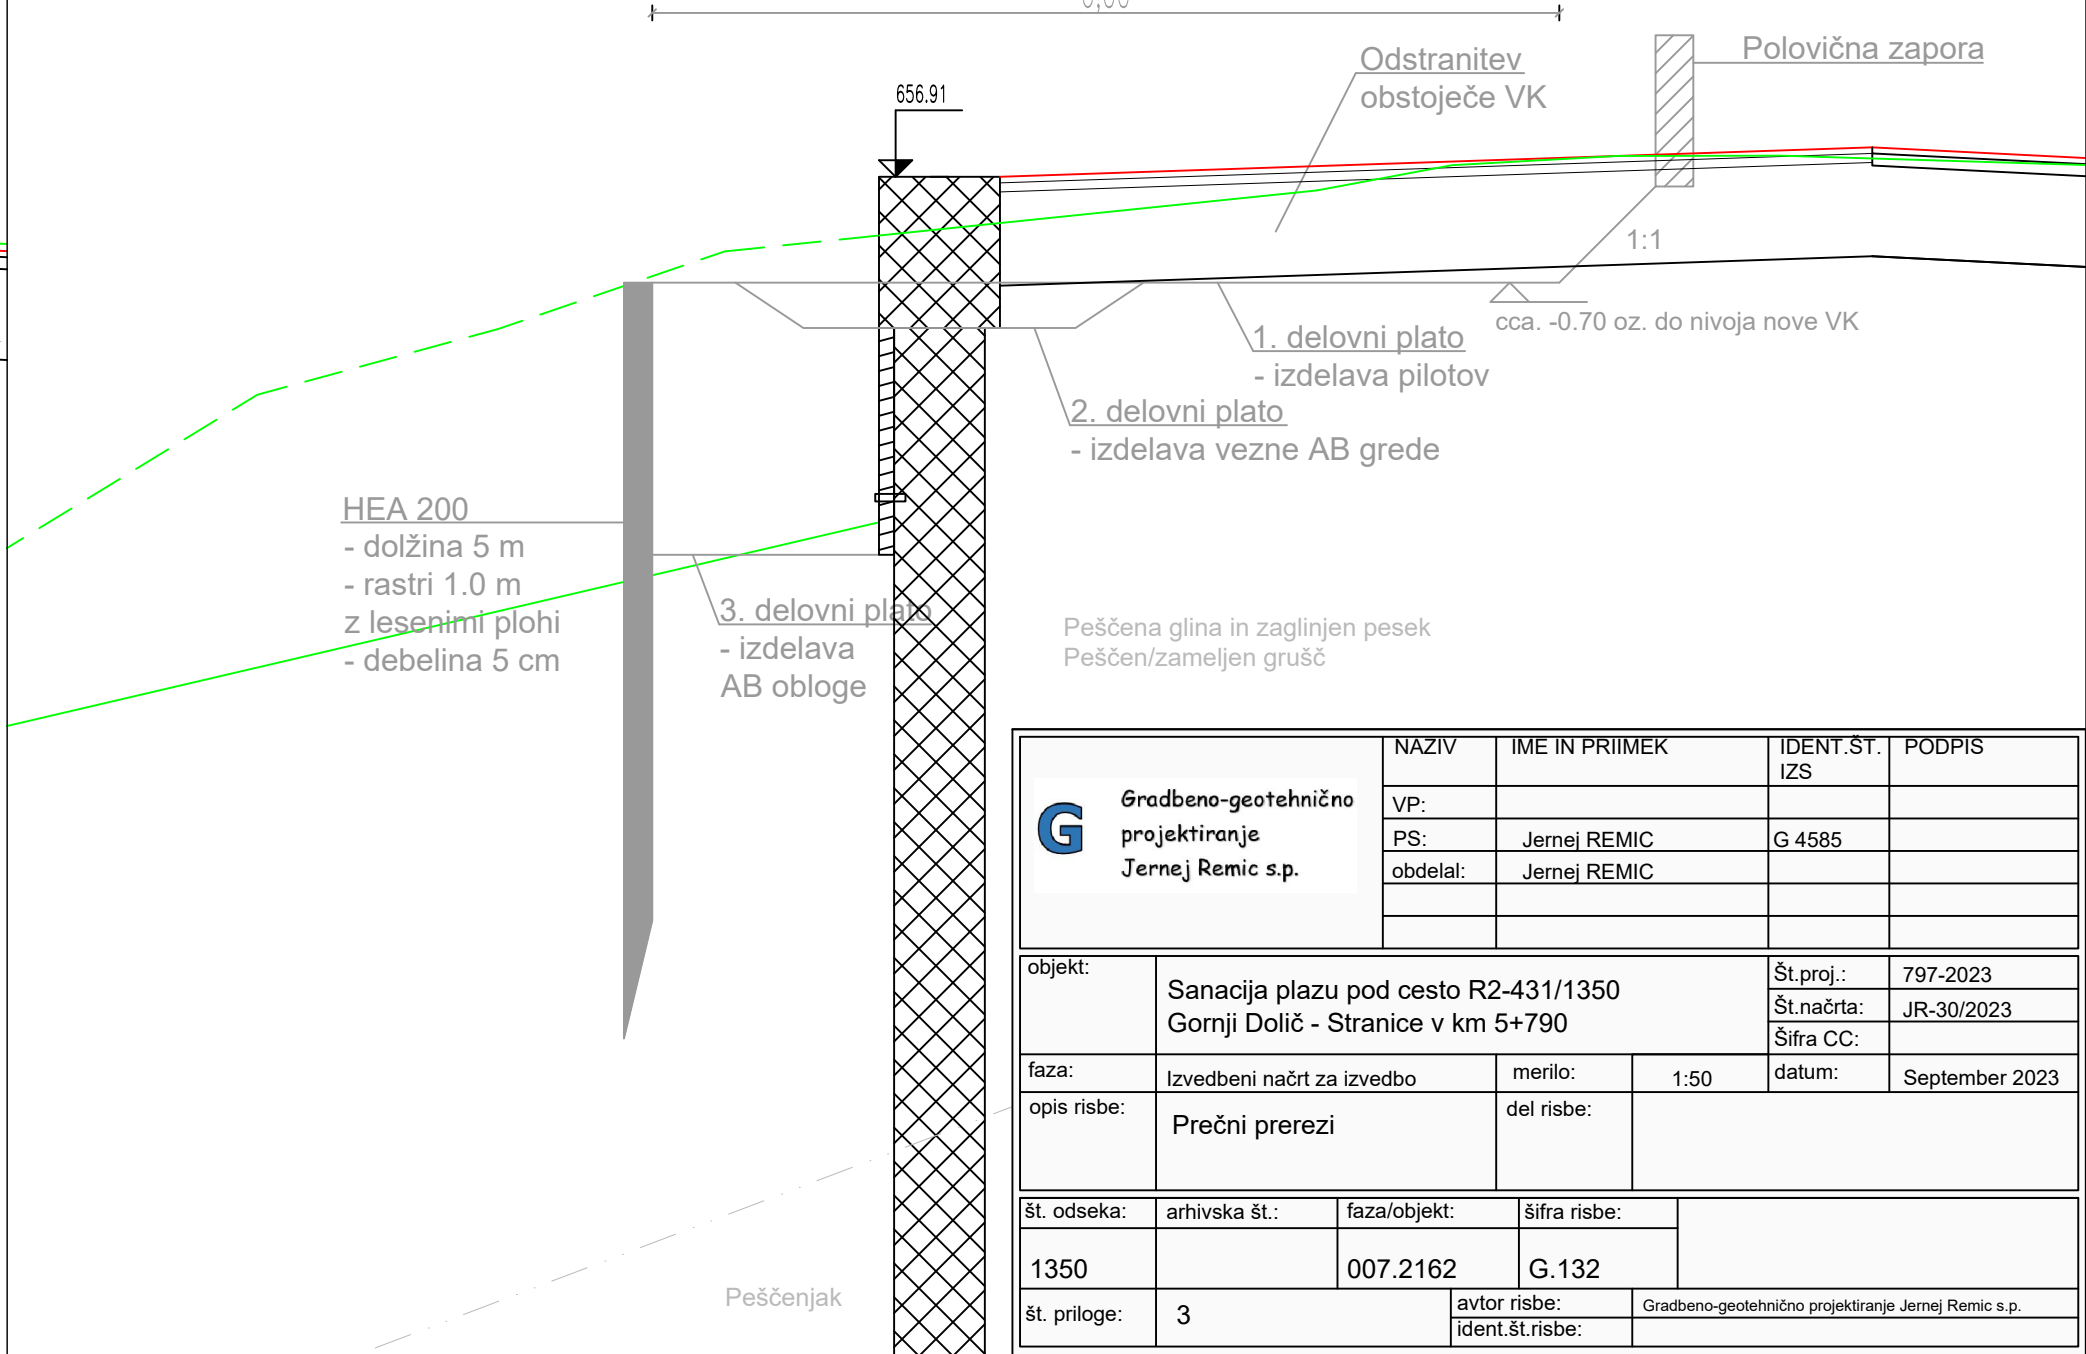 656.91
Odstranitev
obstoječe VK
Polovična zapora
1:1
cca. -0.70 oz. do nivoja nove VK
1. delovni plato
- izdelava pilotov
2. delovni plato
- izdelava vezne AB grede
HEA 200
- dolžina 5 m
- rastri 1.0 m
z lesenimi plohi
- debelina 5 cm
3. delovni plato
- izdelava
AB obloge
Peščena glina in zaglinjen pesek
Peščen/zameljen grušč
Peščenjak
G
Gradbeno-geotehnično
projektiranje
Jernej Remic s.p.
NAZIV IME IN PRIIMEK IDENT.ŠT. IZS PODPIS
VP:
PS: Jernej REMIC G 4585
obdelal: Jernej REMIC
objekt: Sanacija plazu pod cesto R2-431/1350
Gornji Dolič - Stranice v km 5+790
Št.proj.: 797-2023
Št.načrta: JR-30/2023
Šifra CC:
faza: Izvedbeni načrt za izvedbo merilo: 1:50 datum: September 2023
opis risbe: Prečni prerezi del risbe:
št. odseka: arhivska št.: faza/objekt: šifra risbe:
1350 007.2162 G.132
št. priloge: 3 avtor risbe: Gradbeno-geotehnično projektiranje Jernej Remic s.p.
ident.št.risbe: